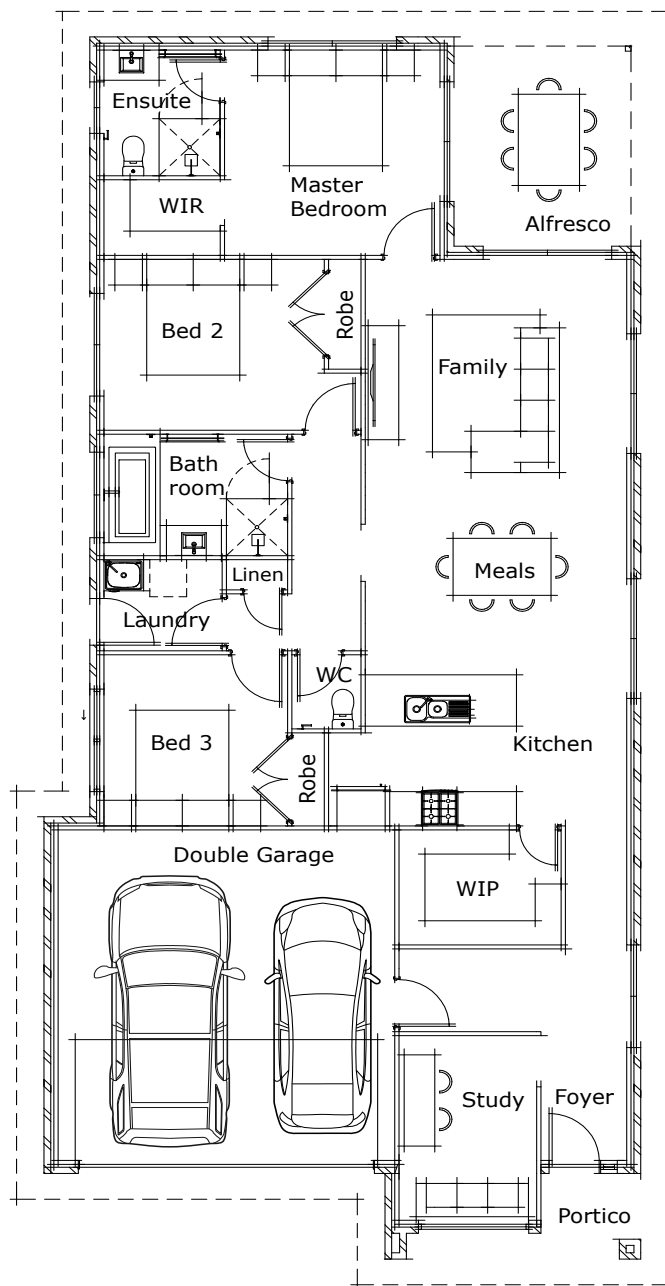 Ensuite
WIR
Master
Bedroom
Alfresco
Bed 2
Robe
Family
Bath
room
Meals
Linen
Laundry
WC
Bed 3
Robe
Kitchen
Double Garage
WIP
Study
Foyer
Portico